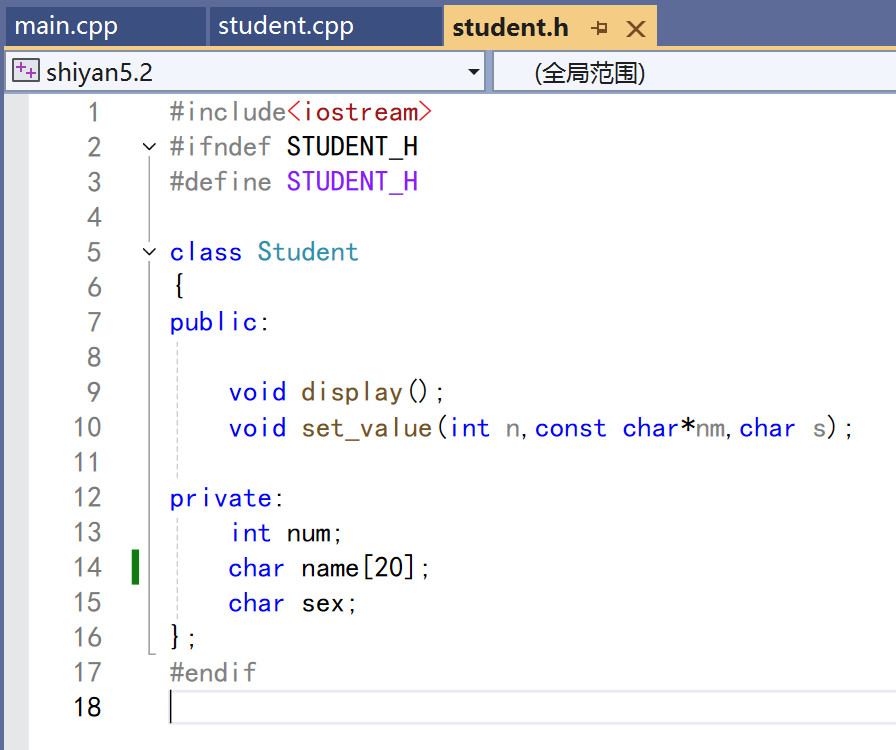 main.cpp student.cpp student.h
shiyan5.2 (全局范围)
1 #include<iostream>
2 #ifndef STUDENT_H
3 #define STUDENT_H
4
5 class Student
6 {
7 public:
8
9 void display();
10 void set_value(int n,const char*nm,char s);
11
12 private:
13 int num;
14 char name[20];
15 char sex;
16 };
17 #endif
18